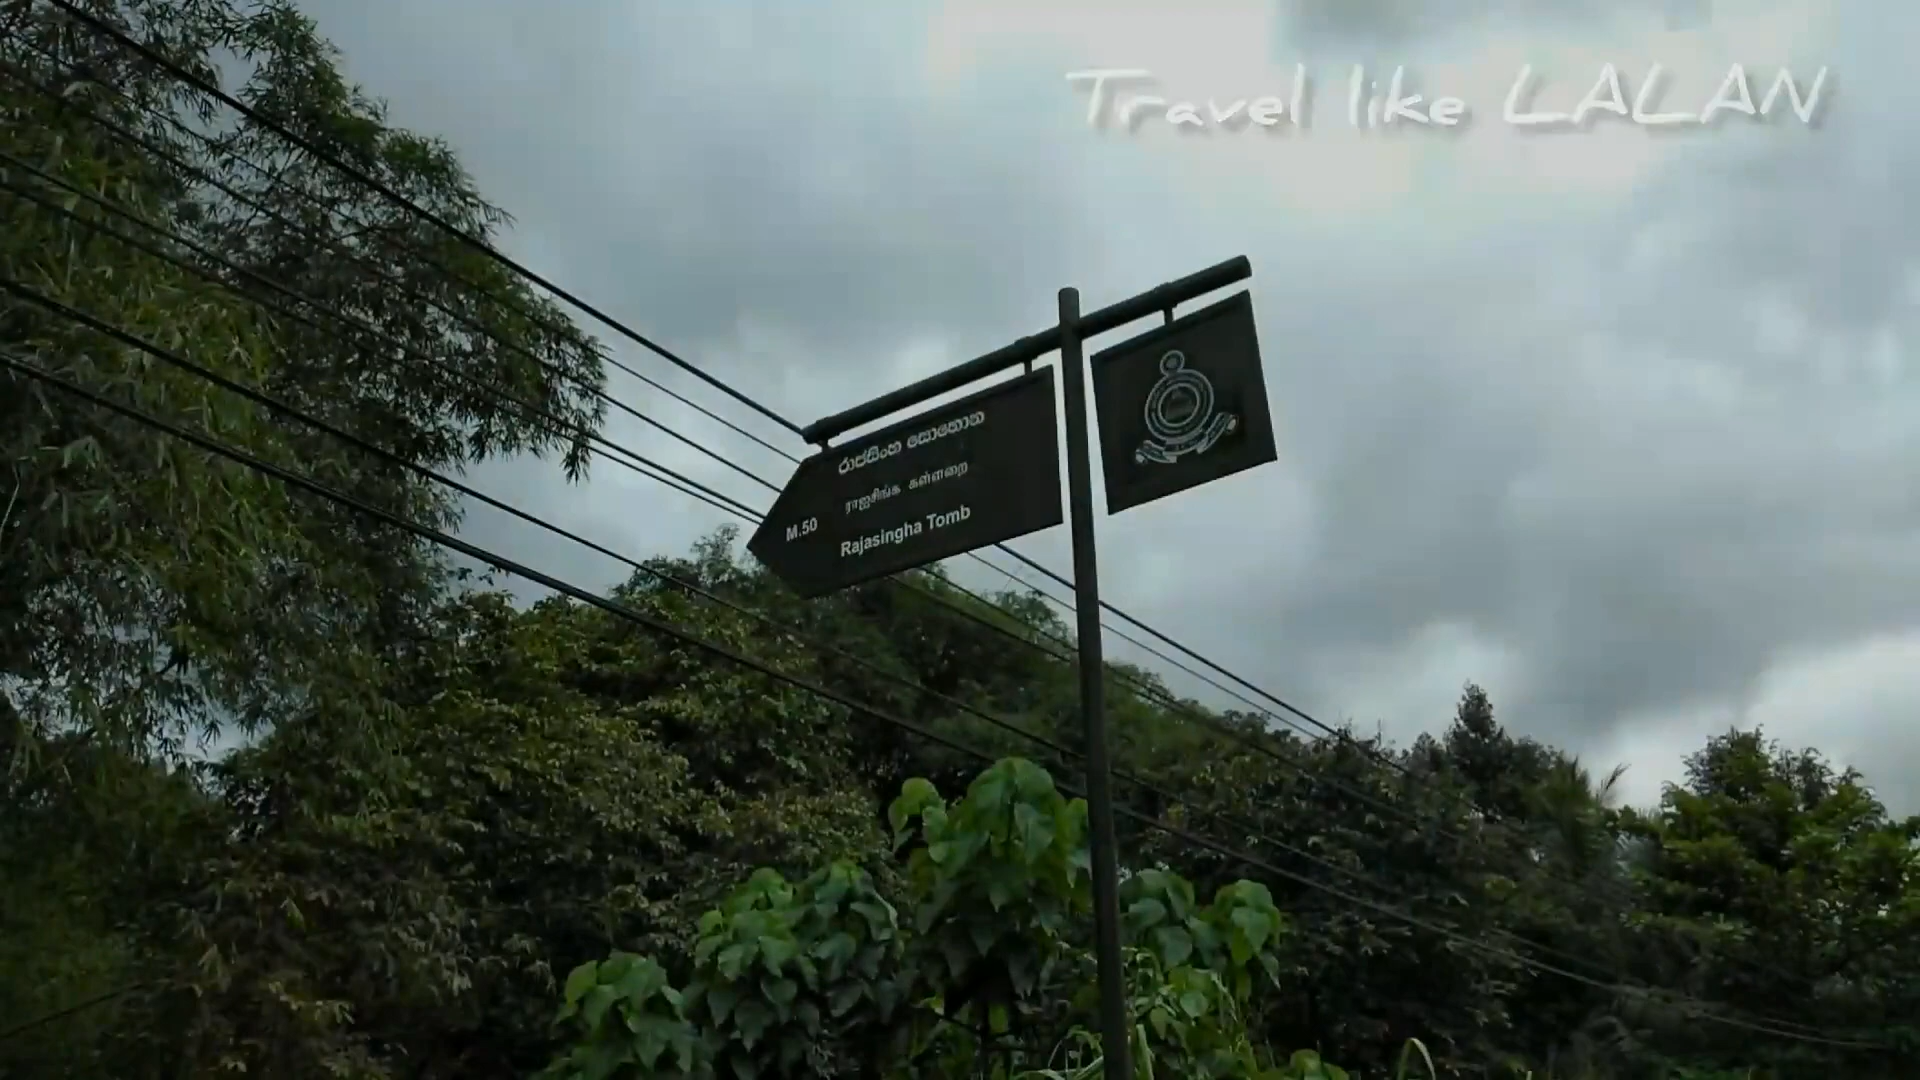 Travel like LALAN
රාජසිංහ සොහොන
ராஜசிங்க கல்லறை
M.50
Rajasingha Tomb